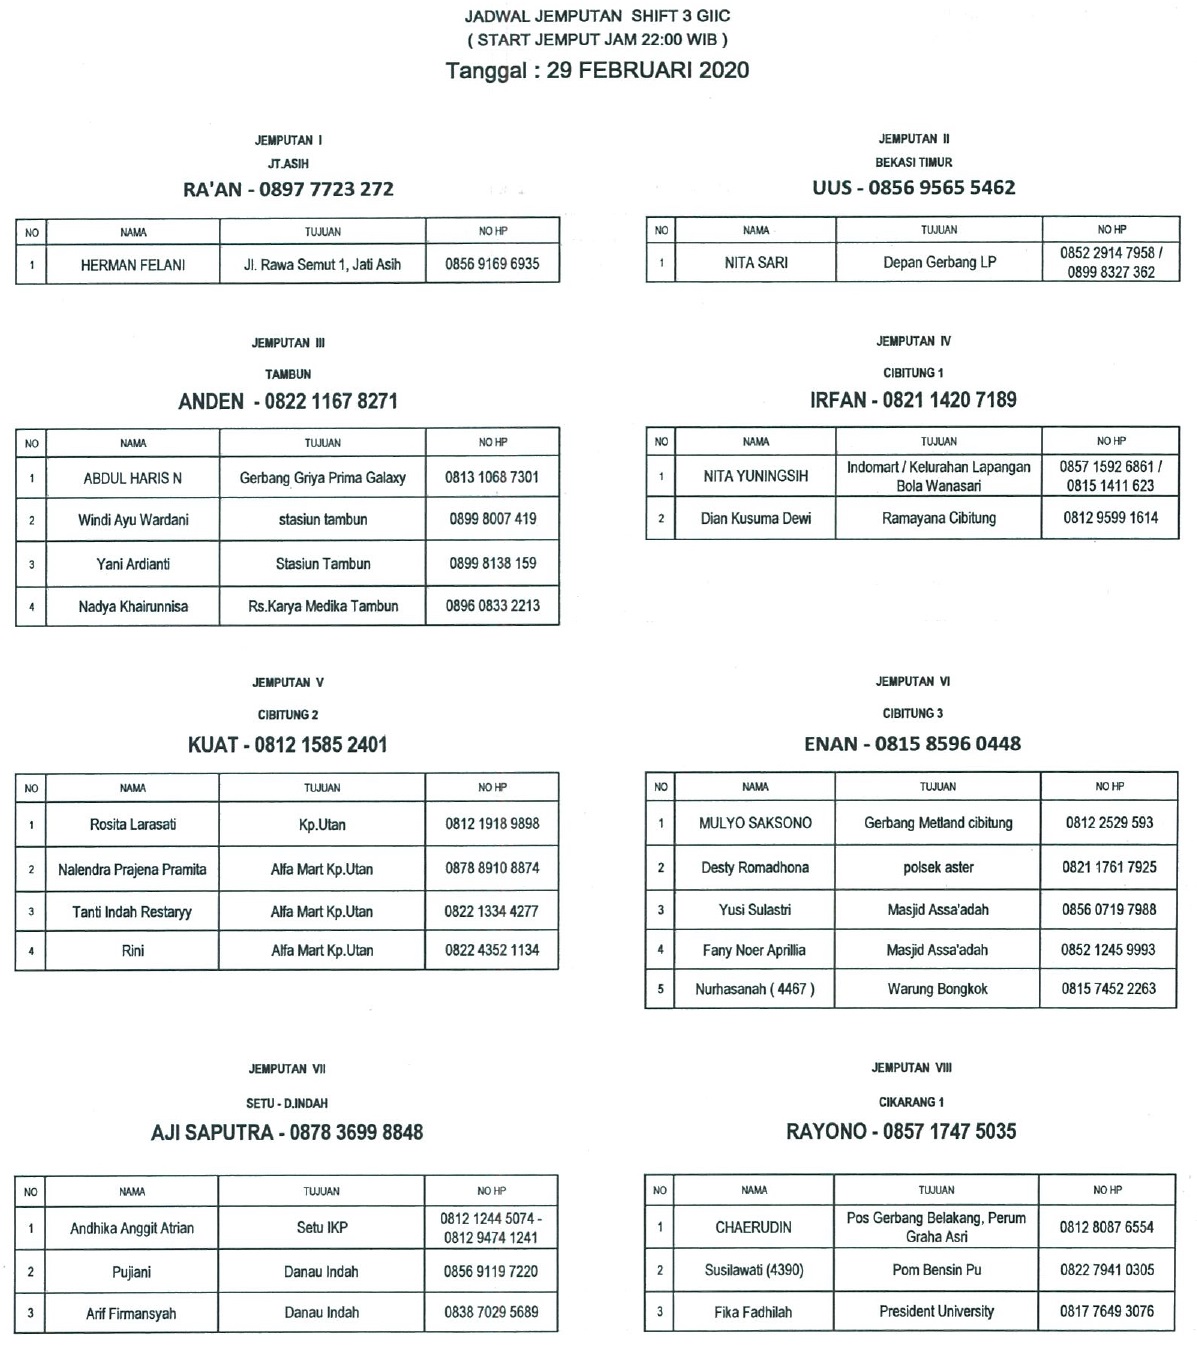 JADWAL JEMPUTAN SHIFT 3 GIIC
( START JEMPUT JAM 22:00 WIB )
Tanggal : 29 FEBRUARI 2020
JEMPUTAN I
JT.ASIH
RA'AN - 0897 7723 272
NO NAMA TUJUAN NO HP
1 HERMAN FELANI Jl. Rawa Semut 1, Jati Asih 0856 9169 6935
JEMPUTAN II
BEKASI TIMUR
UUS - 0856 9565 5462
NO NAMA TUJUAN NO HP
1 NITA SARI Depan Gerbang LP 0852 2914 7958 /
0899 8327 362
JEMPUTAN III
TAMBUN
ANDEN - 0822 1167 8271
NO NAMA TUJUAN NO HP
1 ABDUL HARIS N Gerbang Griya Prima Galaxy 0813 1068 7301
2 Windi Ayu Wardani stasiun tambun 0899 8007 419
3 Yani Ardianti Stasiun Tambun 0899 8138 159
4 Nadya Khairunnisa Rs.Karya Medika Tambun 0896 0833 2213
JEMPUTAN IV
CIBITUNG 1
IRFAN - 0821 1420 7189
NO NAMA TUJUAN NO HP
1 NITA YUNINGSIH Indomart / Kelurahan Lapangan 0857 1592 6861 /
Bola Wanasari 0815 1411 623
2 Dian Kusuma Dewi Ramayana Cibitung 0812 9599 1614
JEMPUTAN V
CIBITUNG 2
KUAT - 0812 1585 2401
NO NAMA TUJUAN NO HP
1 Rosita Larasati Kp.Utan 0812 1918 9898
2 Nalendra Prajena Pramita Alfa Mart Kp.Utan 0878 8910 8874
3 Tanti Indah Restaryy Alfa Mart Kp.Utan 0822 1334 4277
4 Rini Alfa Mart Kp.Utan 0822 4352 1134
JEMPUTAN VI
CIBITUNG 3
ENAN - 0815 8596 0448
NO NAMA TUJUAN NO HP
1 MULYO SAKSONO Gerbang Metland cibitung 0812 2529 593
2 Desty Romadhona polsek aster 0821 1761 7925
3 Yusi Sulastri Masjid Assa'adah 0856 0719 7988
4 Fany Noer Aprillia Masjid Assa'adah 0852 1245 9993
5 Nurhasanah ( 4467 ) Warung Bongkok 0815 7452 2263
JEMPUTAN VII
SETU - D.INDAH
AJI SAPUTRA - 0878 3699 8848
NO NAMA TUJUAN NO HP
1 Andhika Anggit Atrian Setu IKP 0812 1244 5074 -
0812 9474 1241
2 Pujiani Danau Indah 0856 9119 7220
3 Arif Firmansyah Danau Indah 0838 7029 5689
JEMPUTAN VIII
CIKARANG 1
RAYONO - 0857 1747 5035
NO NAMA TUJUAN NO HP
1 CHAERUDIN Pos Gerbang Belakang, Perum 0812 8087 6554
Graha Asri
2 Susilawati (4390) Pom Bensin Pu 0822 7941 0305
3 Fika Fadhilah President University 0817 7649 3076